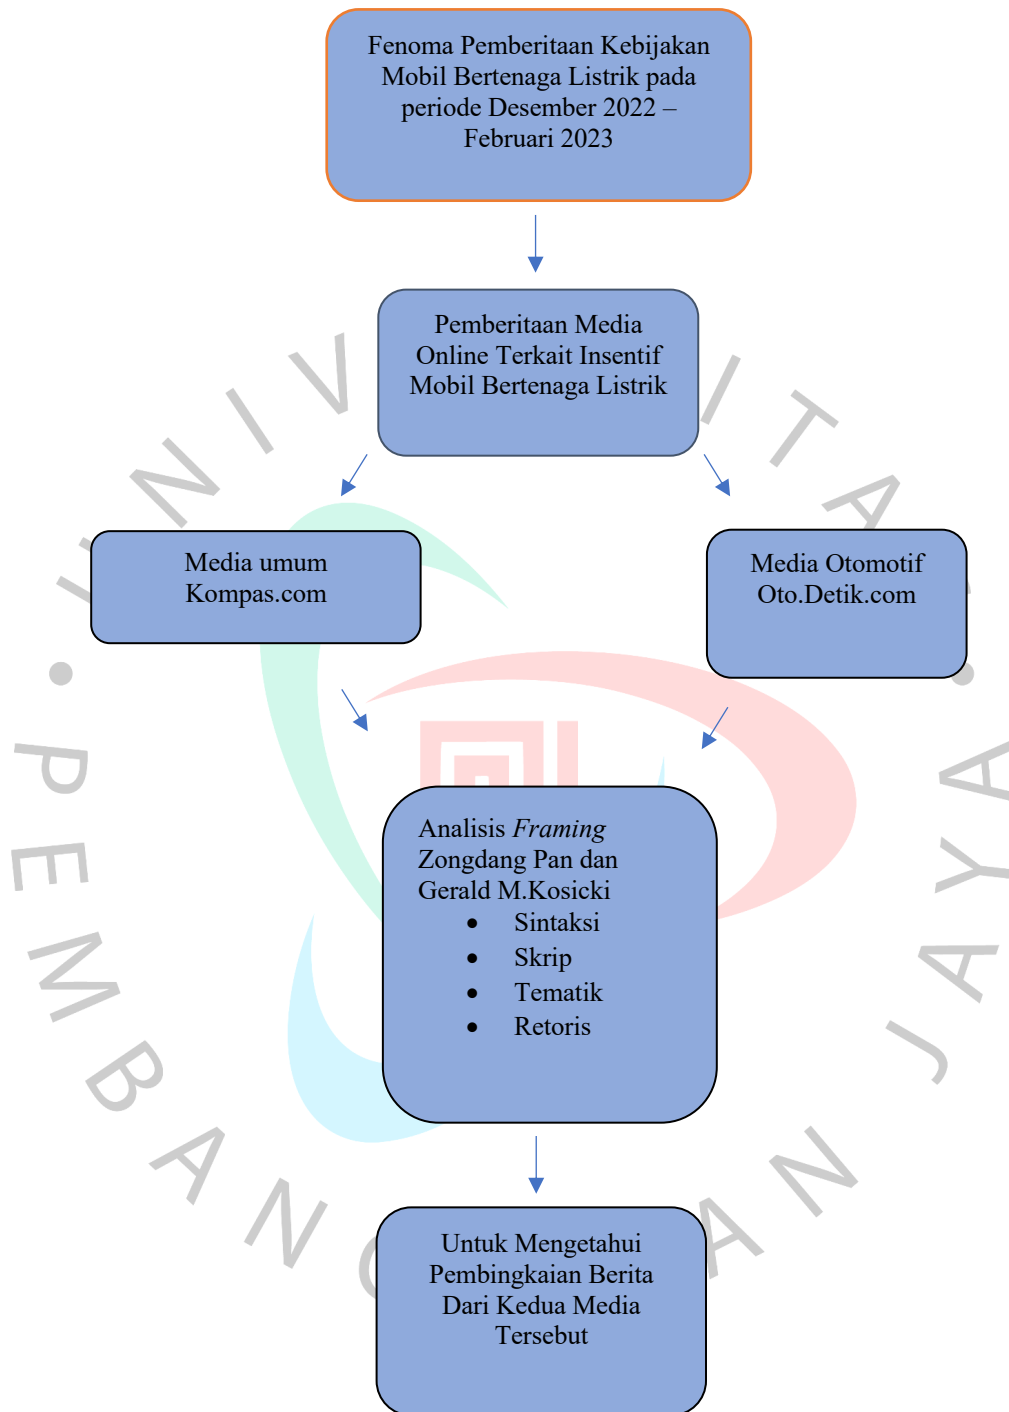 Fenoma Pemberitaan Kebijakan
Mobil Bertenaga Listrik pada
periode Desember 2022 –
Februari 2023
Pemberitaan Media
Online Terkait Insentif
Mobil Bertenaga Listrik
Media umum
Kompas.com
Media Otomotif
Oto.Detik.com
Analisis Framing
Zongdang Pan dan
Gerald M.Kosicki
• Sintaksi
• Skrip
• Tematik
• Retoris
Untuk Mengetahui
Pembingkaian Berita
Dari Kedua Media
Tersebut